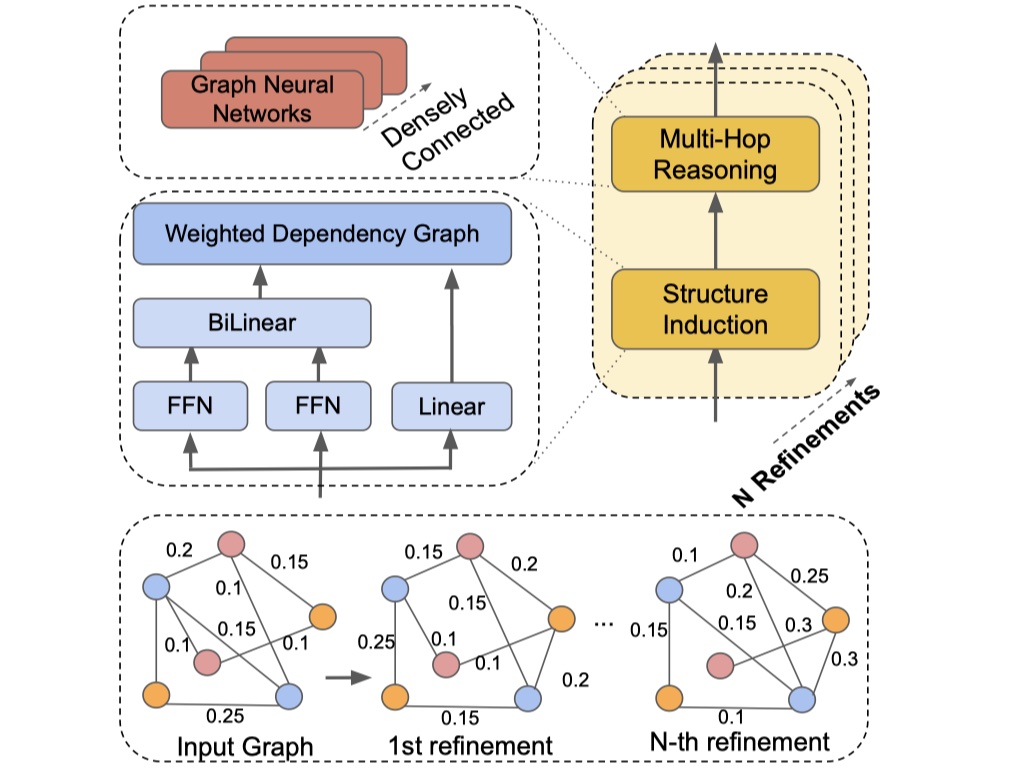 Graph Neural
Networks
Densely
Connected
Multi-Hop
Reasoning
Structure
Induction
N Refinements
Weighted Dependency Graph
BiLinear
FFN
FFN
Linear
0.2
0.15
0.1
0.15
0.1
0.1
0.25
Input Graph
0.15
0.2
0.15
0.25
0.1
0.1
0.2
0.15
1st refinement
...
0.1
0.25
0.2
0.15
0.15
0.3
0.3
0.1
N-th refinement